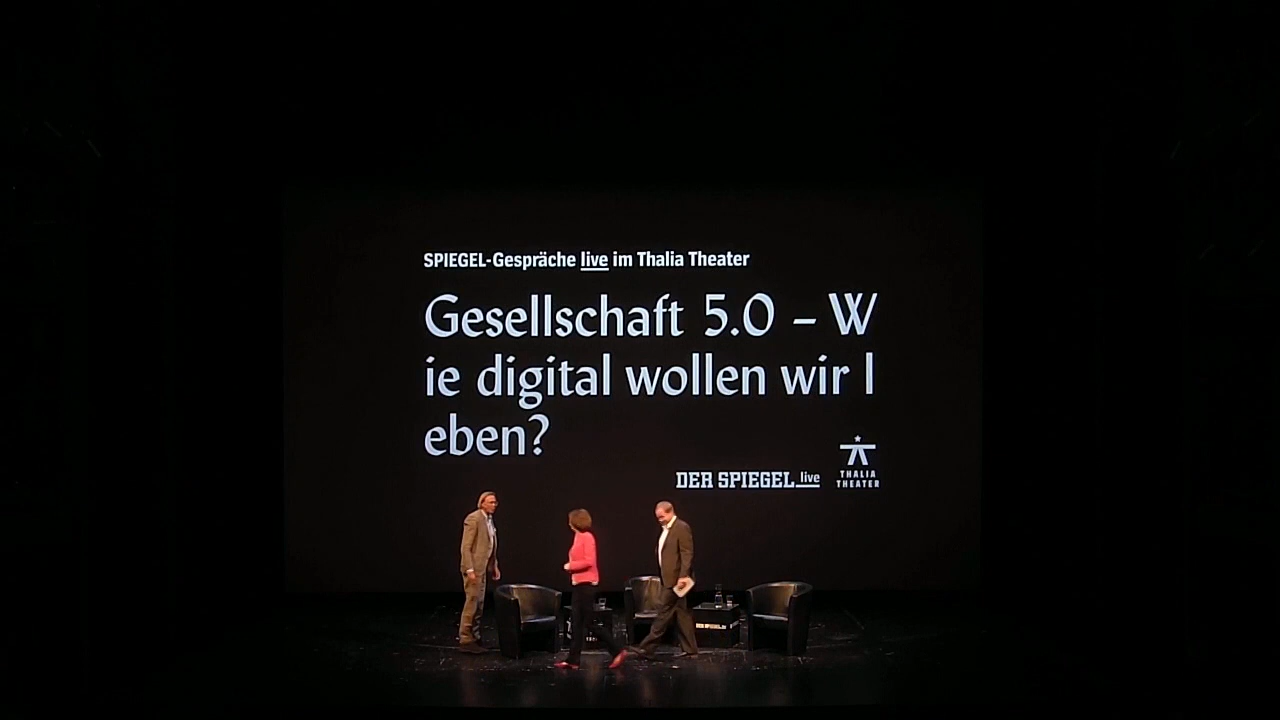 SPIEGEL-Gespräche live im Thalia Theater
Gesellschaft 5.0 – W
ie digital wollen wir l
eben?
DER SPIEGEL live
THALIA
THEATER